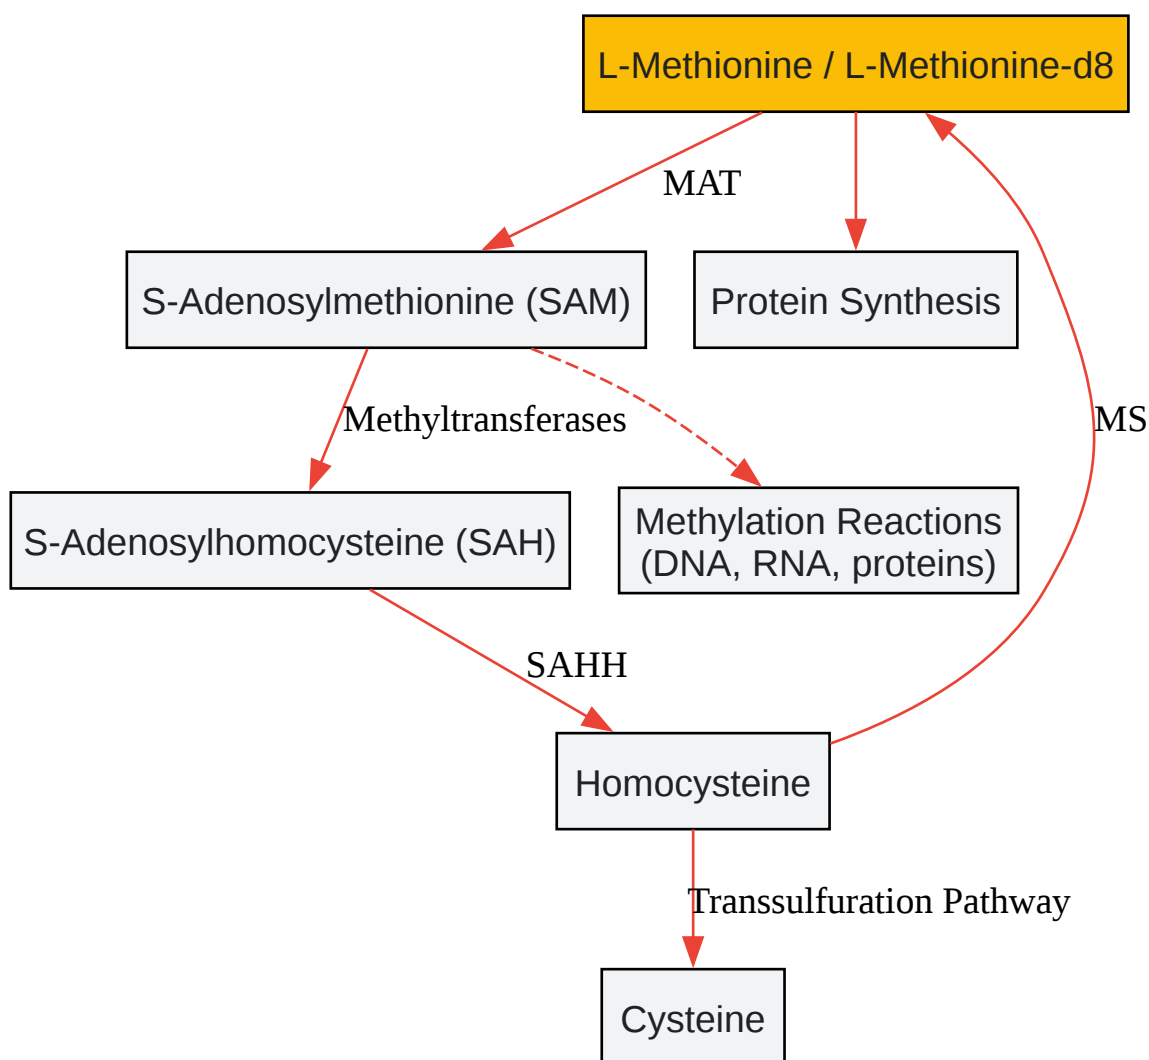 L-Methionine / L-Methionine-d8
MAT
S-Adenosylmethionine (SAM)
Protein Synthesis
Methyltransferases
MS
S-Adenosylhomocysteine (SAH)
Methylation Reactions
(DNA, RNA, proteins)
SAHH
Homocysteine
Transsulfuration Pathway
Cysteine